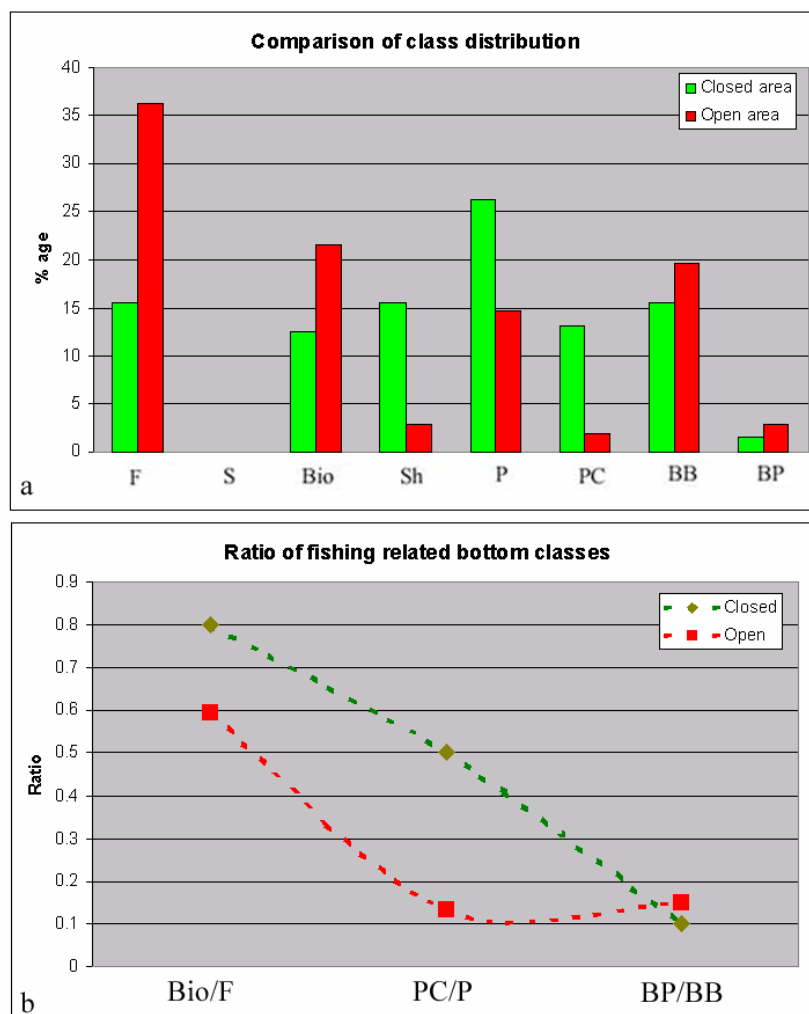 Comparison of class distribution
40
35
30
25
20
15
10
5
0
% age
Closed area
Open area
F S Bio Sh P PC BB BP
a
Ratio of fishing related bottom classes
0.9
0.8
0.7
0.6
0.5
0.4
0.3
0.2
0.1
0
Ratio
Closed
Open
Bio/F PC/P BP/BB
b